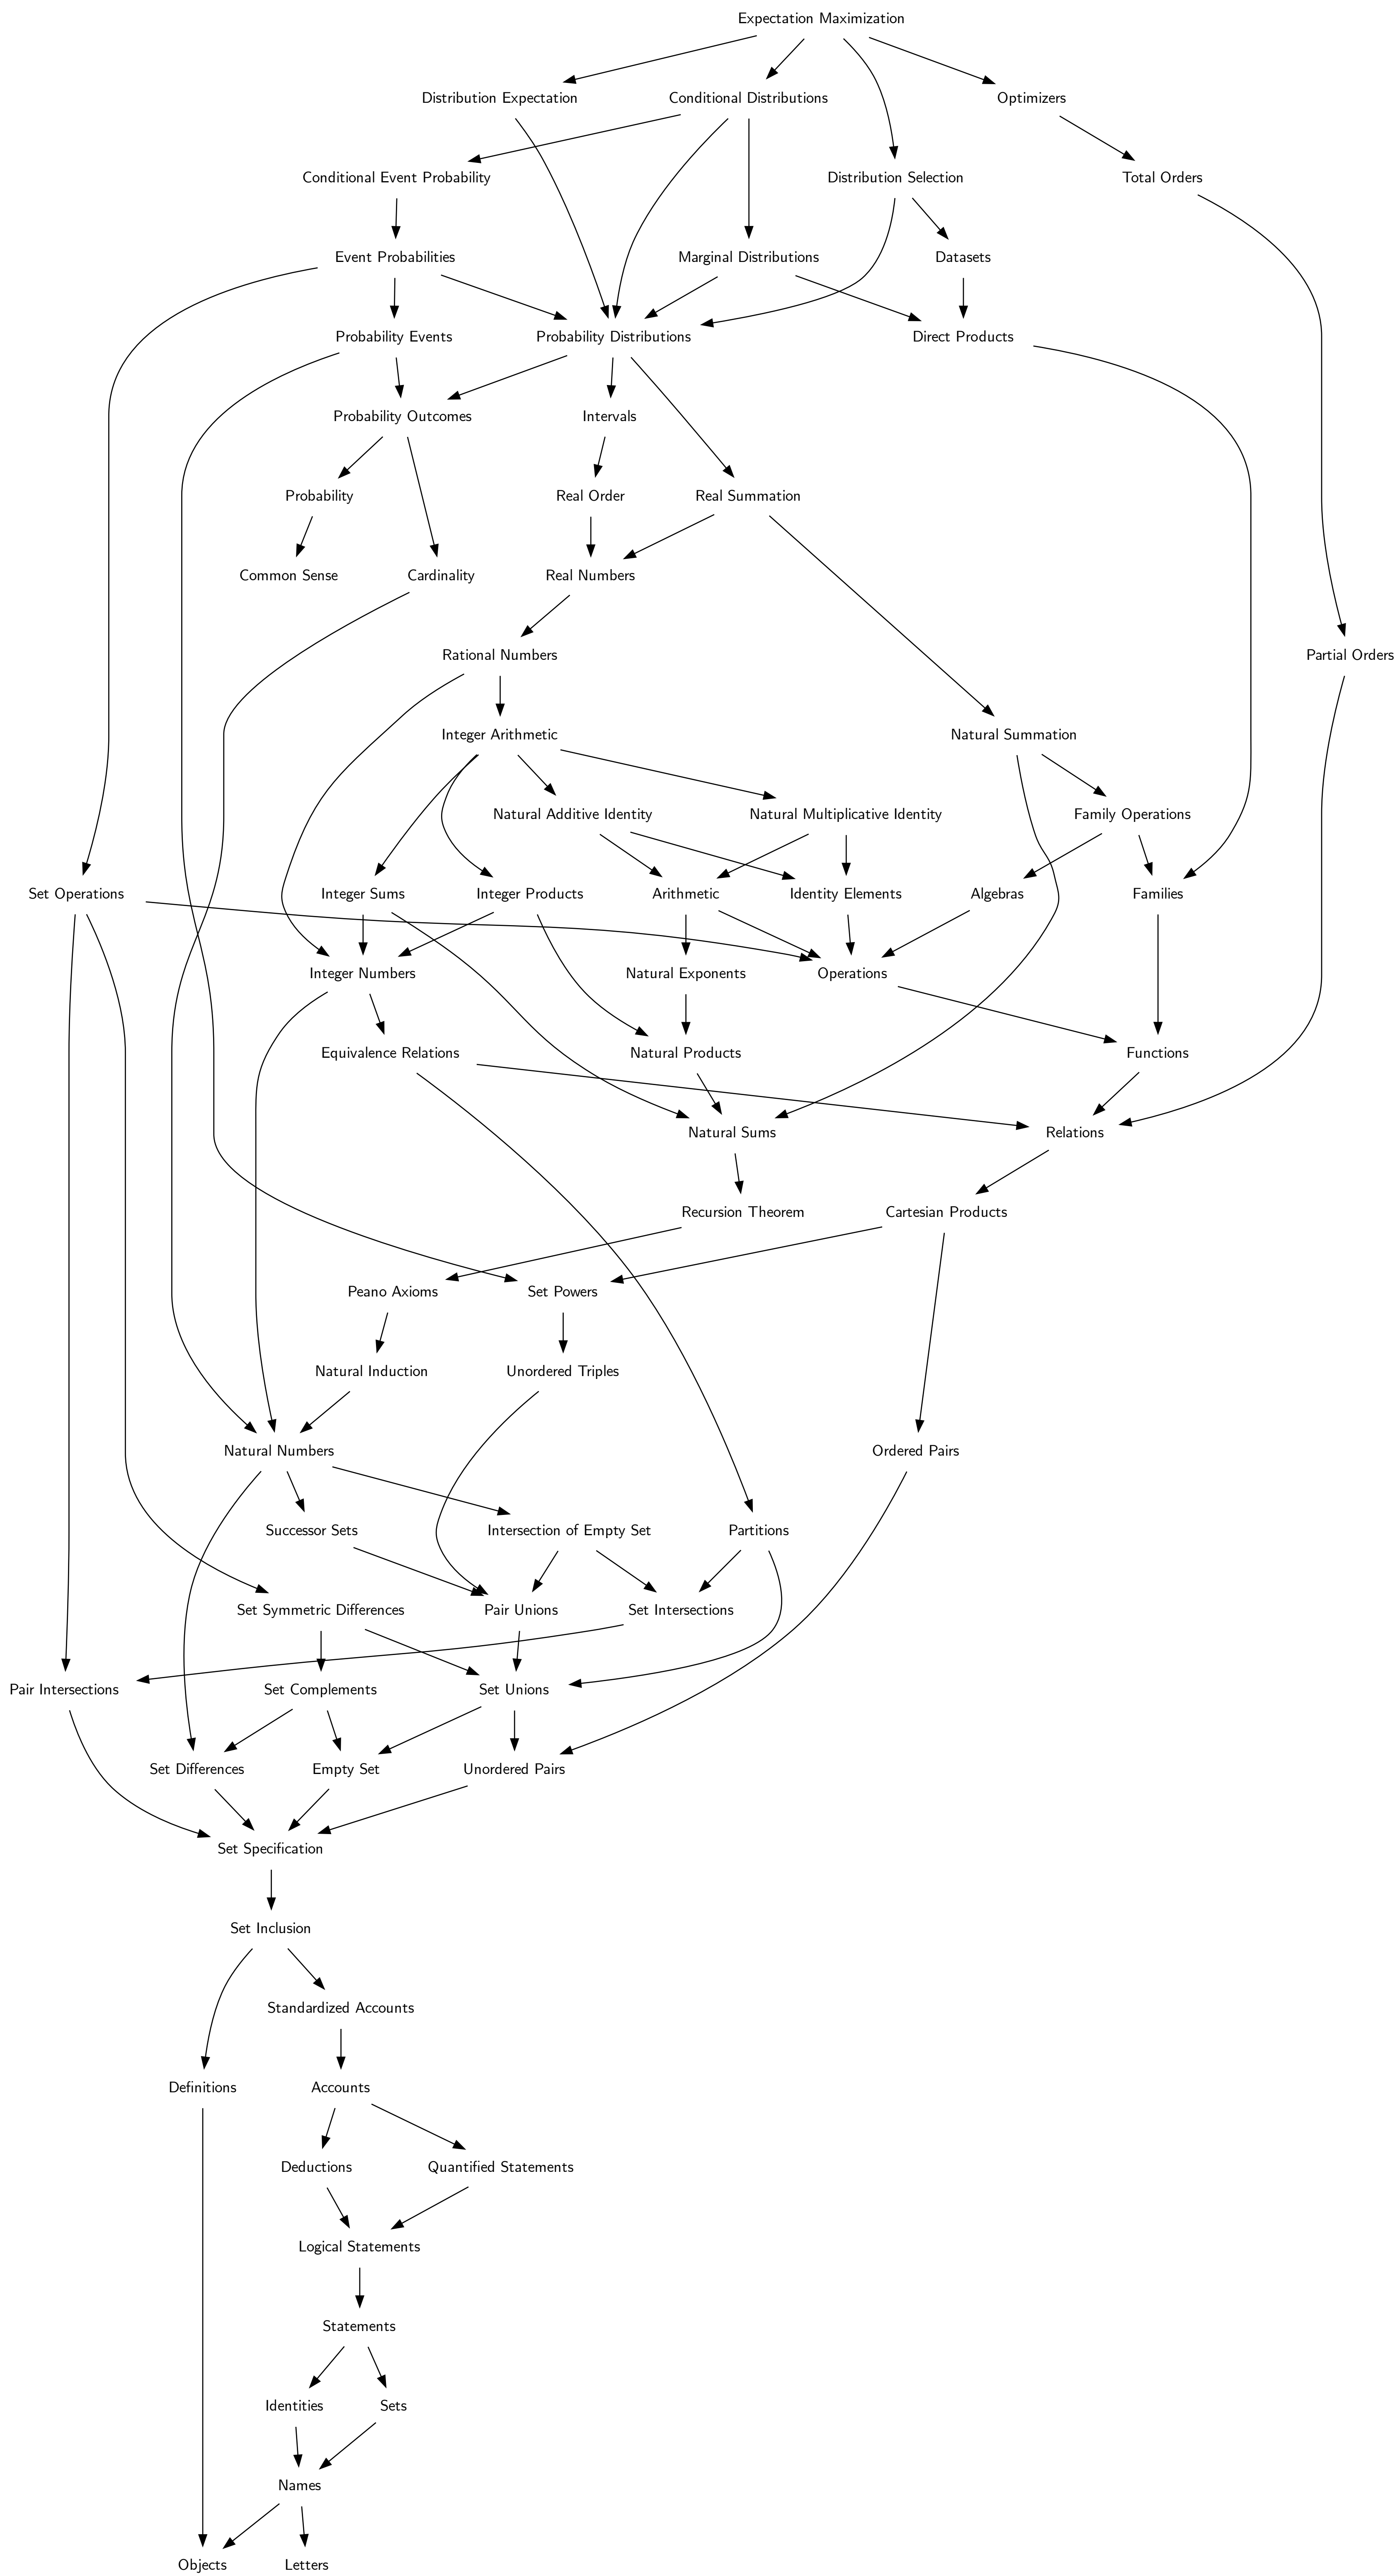 Expectation Maximization
Distribution Expectation
Conditional Distributions
Optimizers
Conditional Event Probability
Distribution Selection
Total Orders
Event Probabilities
Marginal Distributions
Datasets
Probability Events
Probability Distributions
Direct Products
Probability Outcomes
Intervals
Probability
Real Order
Real Summation
Common Sense
Cardinality
Real Numbers
Rational Numbers
Partial Orders
Integer Arithmetic
Natural Summation
Natural Additive Identity
Natural Multiplicative Identity
Family Operations
Set Operations
Integer Sums
Integer Products
Arithmetic
Identity Elements
Algebras
Families
Integer Numbers
Natural Exponents
Operations
Equivalence Relations
Natural Products
Functions
Natural Sums
Relations
Recursion Theorem
Cartesian Products
Peano Axioms
Set Powers
Natural Induction
Unordered Triples
Natural Numbers
Ordered Pairs
Successor Sets
Intersection of Empty Set
Partitions
Set Symmetric Differences
Pair Unions
Set Intersections
Pair Intersections
Set Complements
Set Unions
Set Differences
Empty Set
Unordered Pairs
Set Specification
Set Inclusion
Standardized Accounts
Definitions
Accounts
Deductions
Quantified Statements
Logical Statements
Statements
Identities
Sets
Names
Objects
Letters